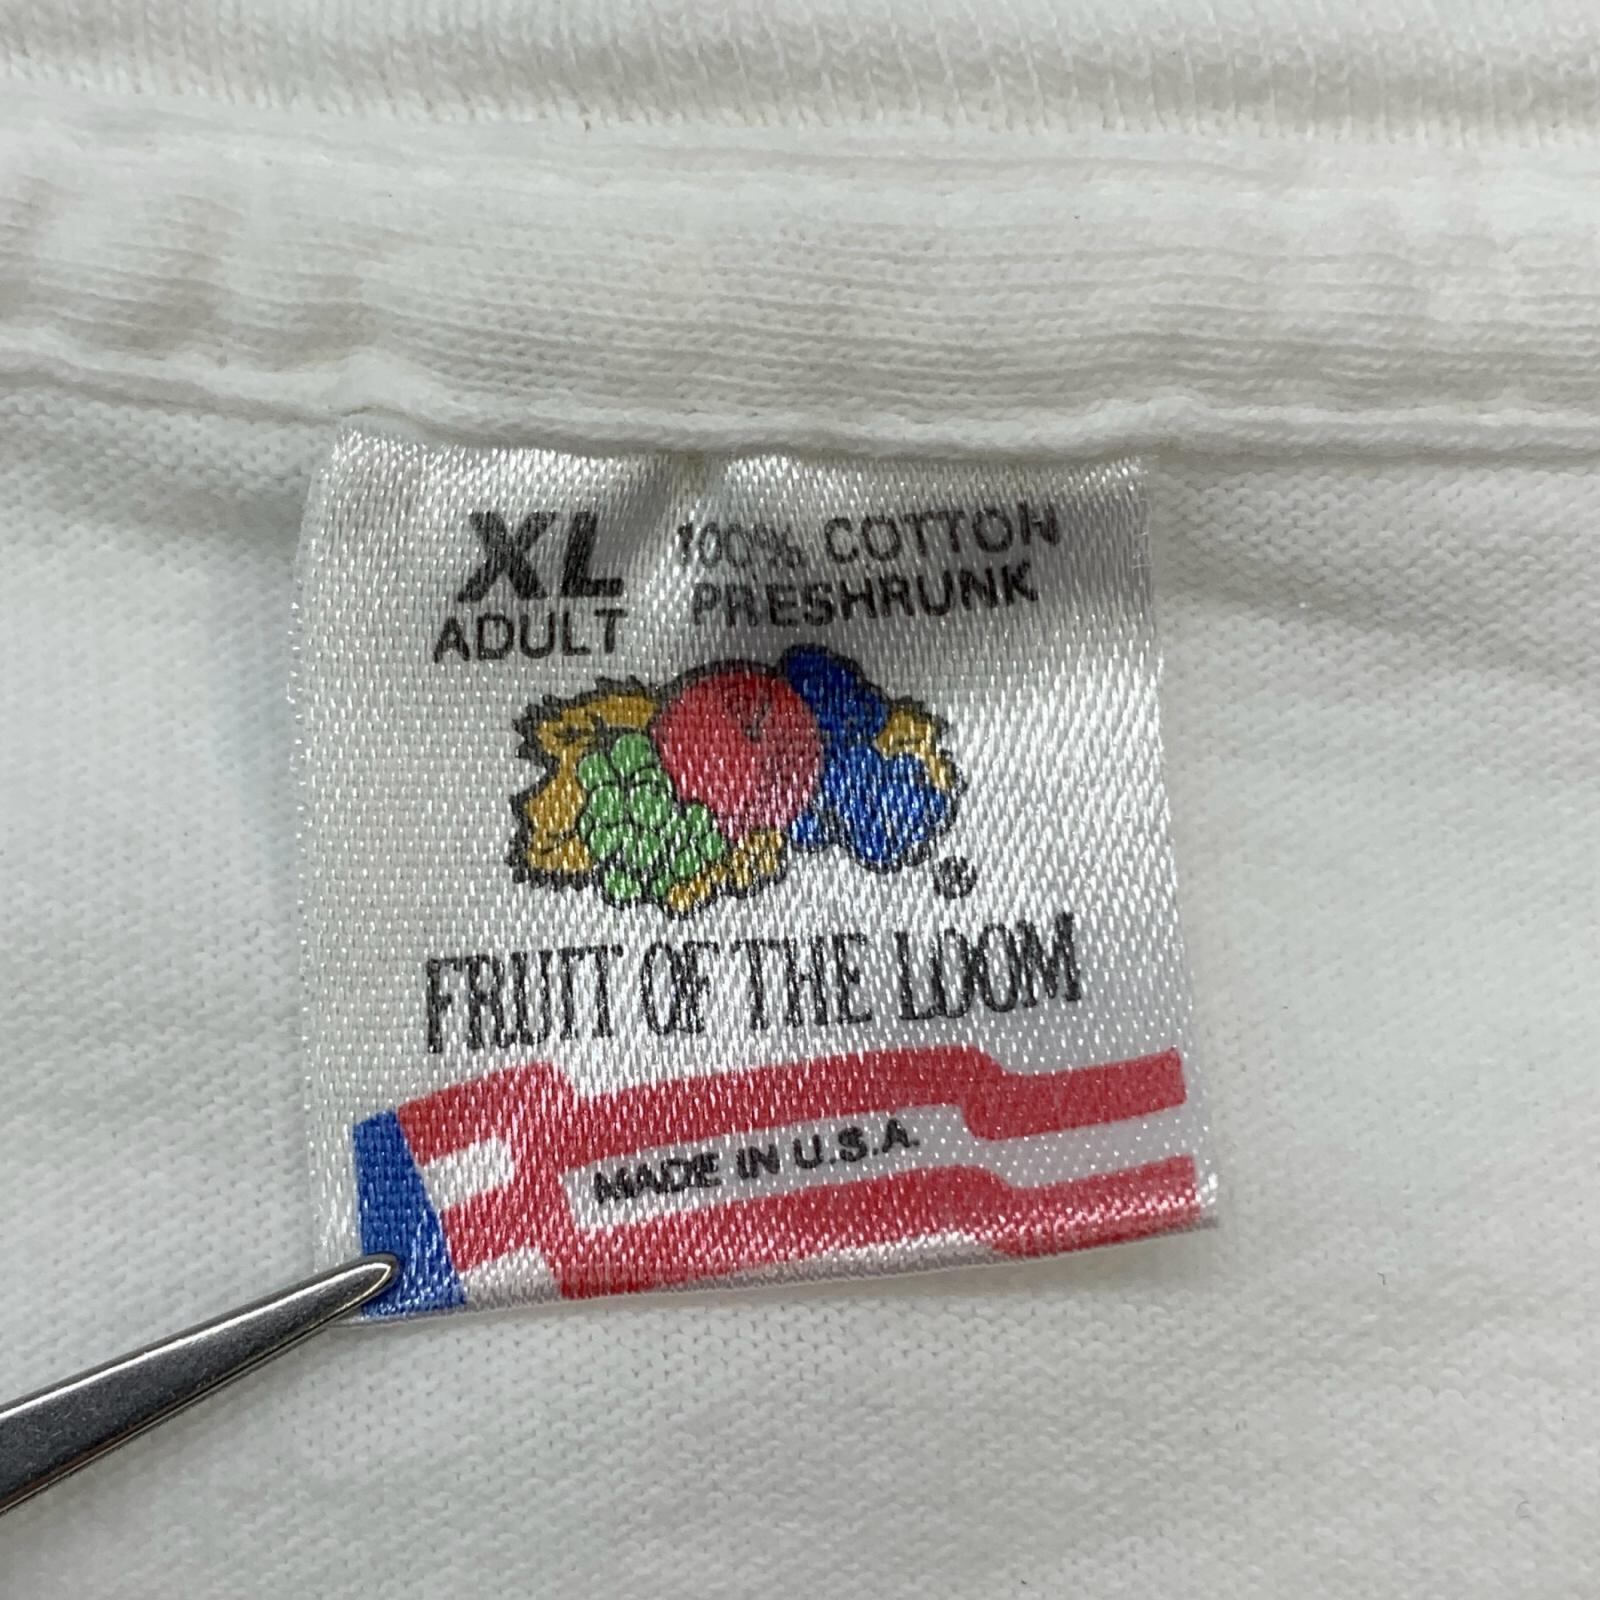 XL
ADULT
100% COTTON
PRESHRUNK
®
FRUIT OF THE LOOM
MADE IN U.S.A.